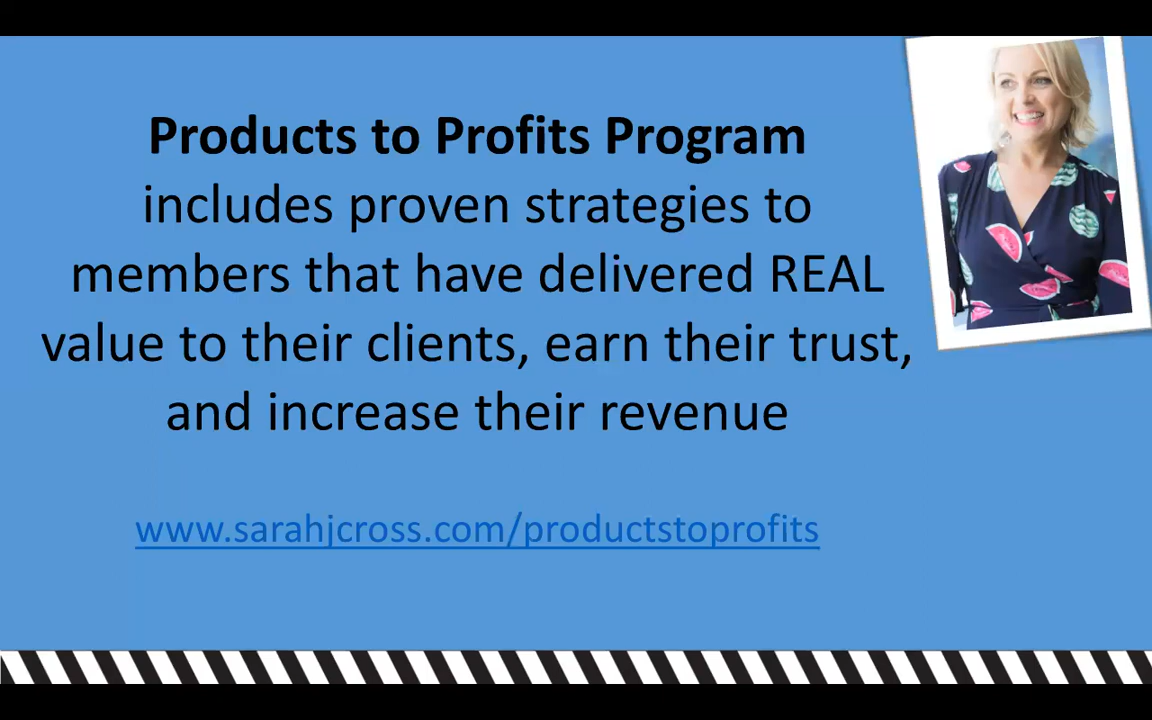 Products to Profits Program
includes proven strategies to
members that have delivered REAL
value to their clients, earn their trust,
and increase their revenue
www.sarahjcross.com/productstoprofits